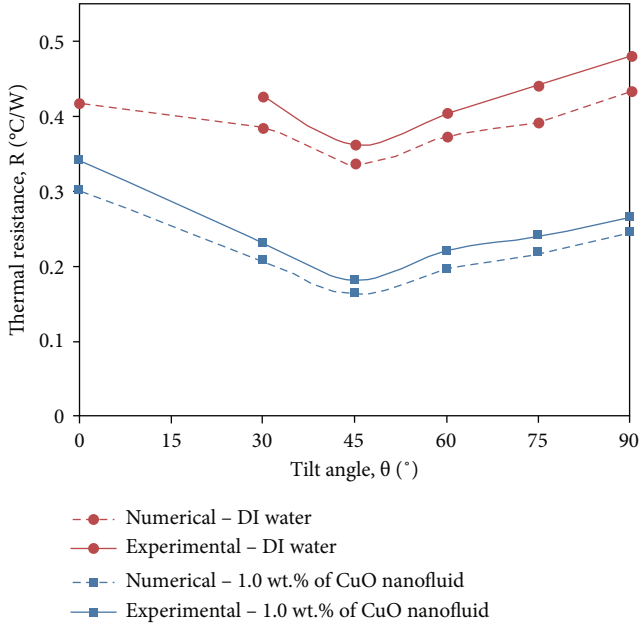 0.5
0.4
0.3
0.2
0.1
0
Thermal resistance, R (°C/W)
0 15 30 45 60 75 90
Tilt angle, θ (°)
Numerical – DI water
Experimental – DI water
Numerical – 1.0 wt.% of CuO nanofluid
Experimental – 1.0 wt.% of CuO nanofluid